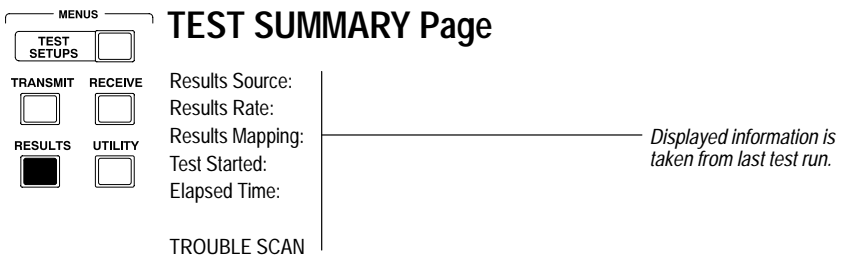 MENUS
TEST
SETUPS
TRANSMIT RECEIVE
RESULTS UTILITY
TEST SUMMARY Page
Results Source:
Results Rate:
Results Mapping:
Test Started:
Elapsed Time:
TROUBLE SCAN
Displayed information is
taken from last test run.